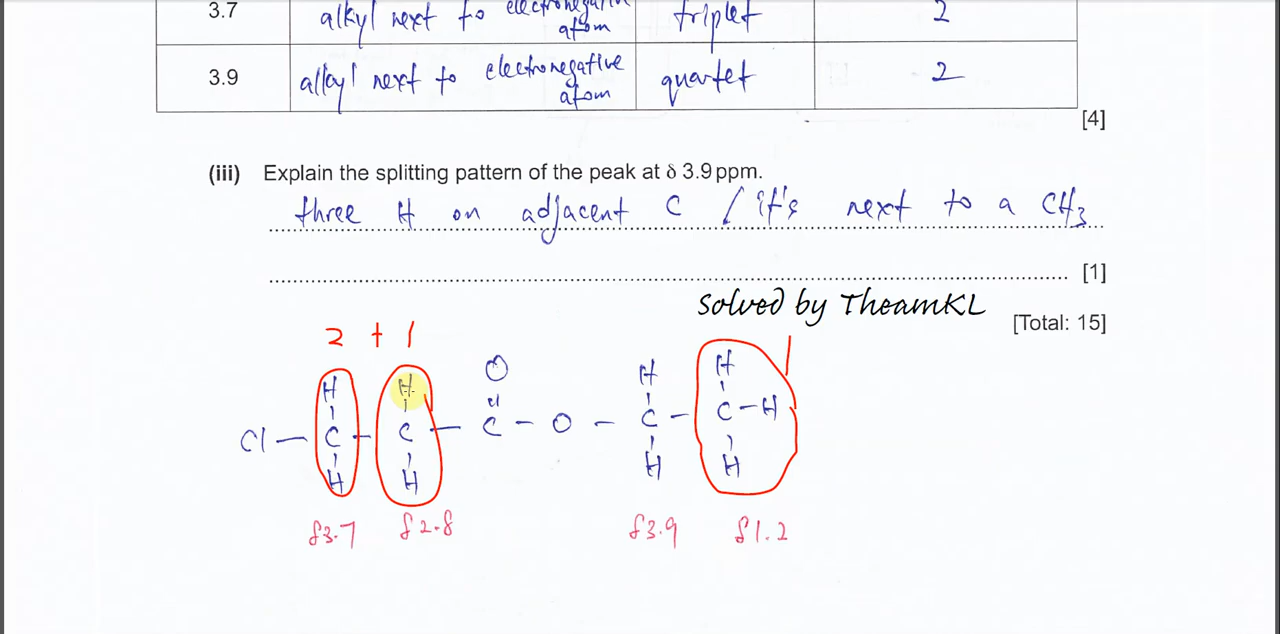 3.7 alkyl next to electronegative atom triplet 2
3.9 alkyl next to electronegative atom quartet 2
[4]
(iii) Explain the splitting pattern of the peak at δ 3.9 ppm.
three H on adjacent C / it's next to a CH3
[1]
Solved by TheamKL
[Total: 15]
2 + 1
H H O H H
Cl — C — C — C — O — C — C — H
H H H H
δ3.7 δ2.8 δ3.9 δ1.2